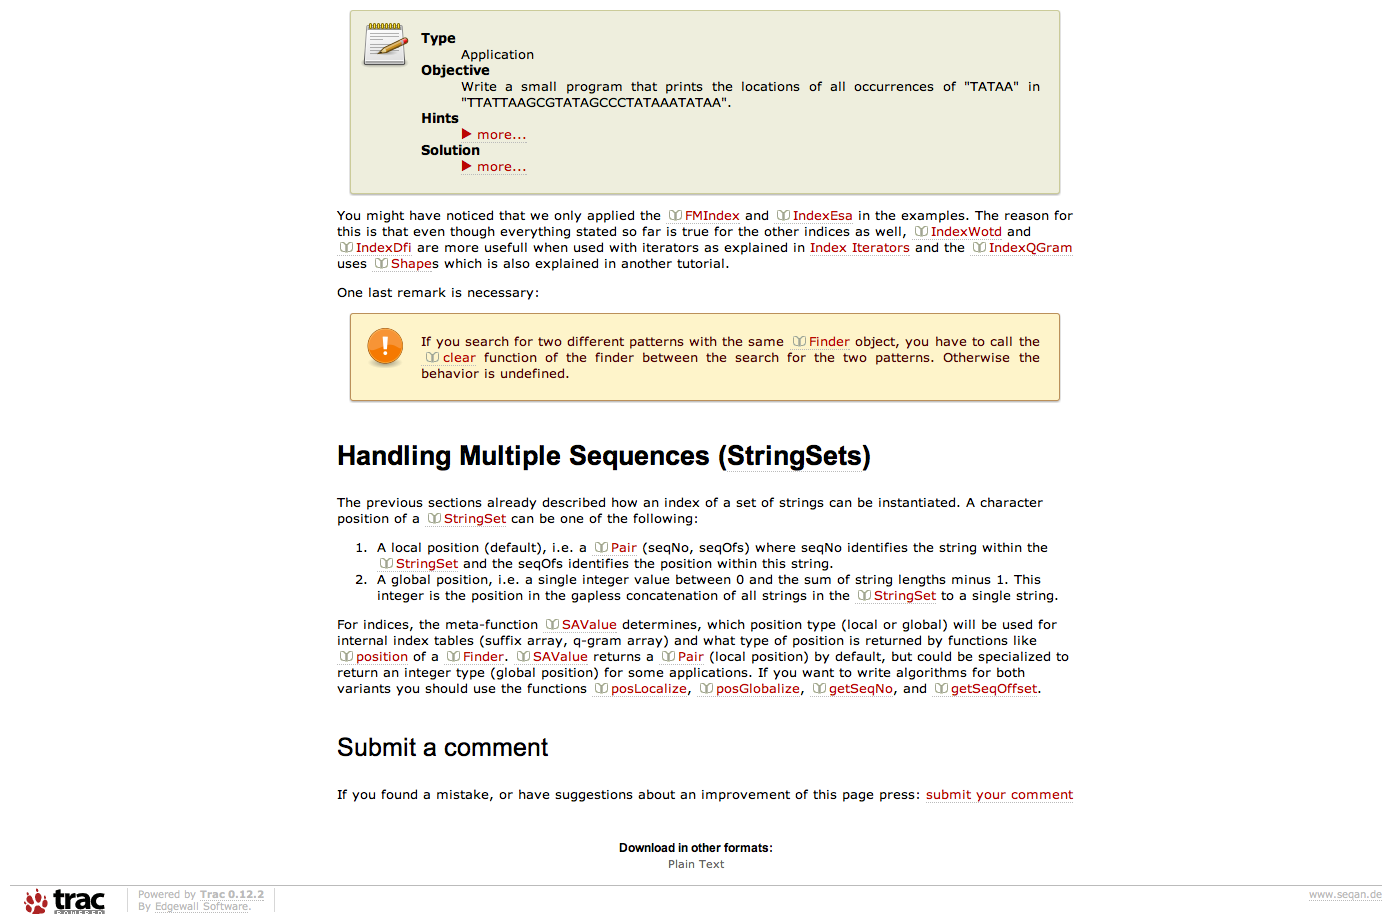 Type
Application
Objective
Write a small program that prints the locations of all occurrences of "TATAA" in
"TTATTAAGCGTATAGCCCTATAAATATAA".
Hints
more...
Solution
more...
You might have noticed that we only applied the FMIndex and IndexEsa in the examples. The reason for
this is that even though everything stated so far is true for the other indices as well, IndexWotd and
IndexDfi are more usefull when used with iterators as explained in Index Iterators and the IndexQGram
uses Shapes which is also explained in another tutorial.
One last remark is necessary:
If you search for two different patterns with the same Finder object, you have to call the
clear function of the finder between the search for the two patterns. Otherwise the
behavior is undefined.
Handling Multiple Sequences (StringSets)
The previous sections already described how an index of a set of strings can be instantiated. A character
position of a StringSet can be one of the following:
1. A local position (default), i.e. a Pair (seqNo, seqOfs) where seqNo identifies the string within the
StringSet and the seqOfs identifies the position within this string.
2. A global position, i.e. a single integer value between 0 and the sum of string lengths minus 1. This
integer is the position in the gapless concatenation of all strings in the StringSet to a single string.
For indices, the meta-function SAValue determines, which position type (local or global) will be used for
internal index tables (suffix array, q-gram array) and what type of position is returned by functions like
position of a Finder. SAValue returns a Pair (local position) by default, but could be specialized to
return an integer type (global position) for some applications. If you want to write algorithms for both
variants you should use the functions posLocalize, posGlobalize, getSeqNo, and getSeqOffset.
Submit a comment
If you found a mistake, or have suggestions about an improvement of this page press: submit your comment
Download in other formats:
Plain Text
trac
POWERED
Powered by Trac 0.12.2
By Edgewall Software.
www.seqan.de